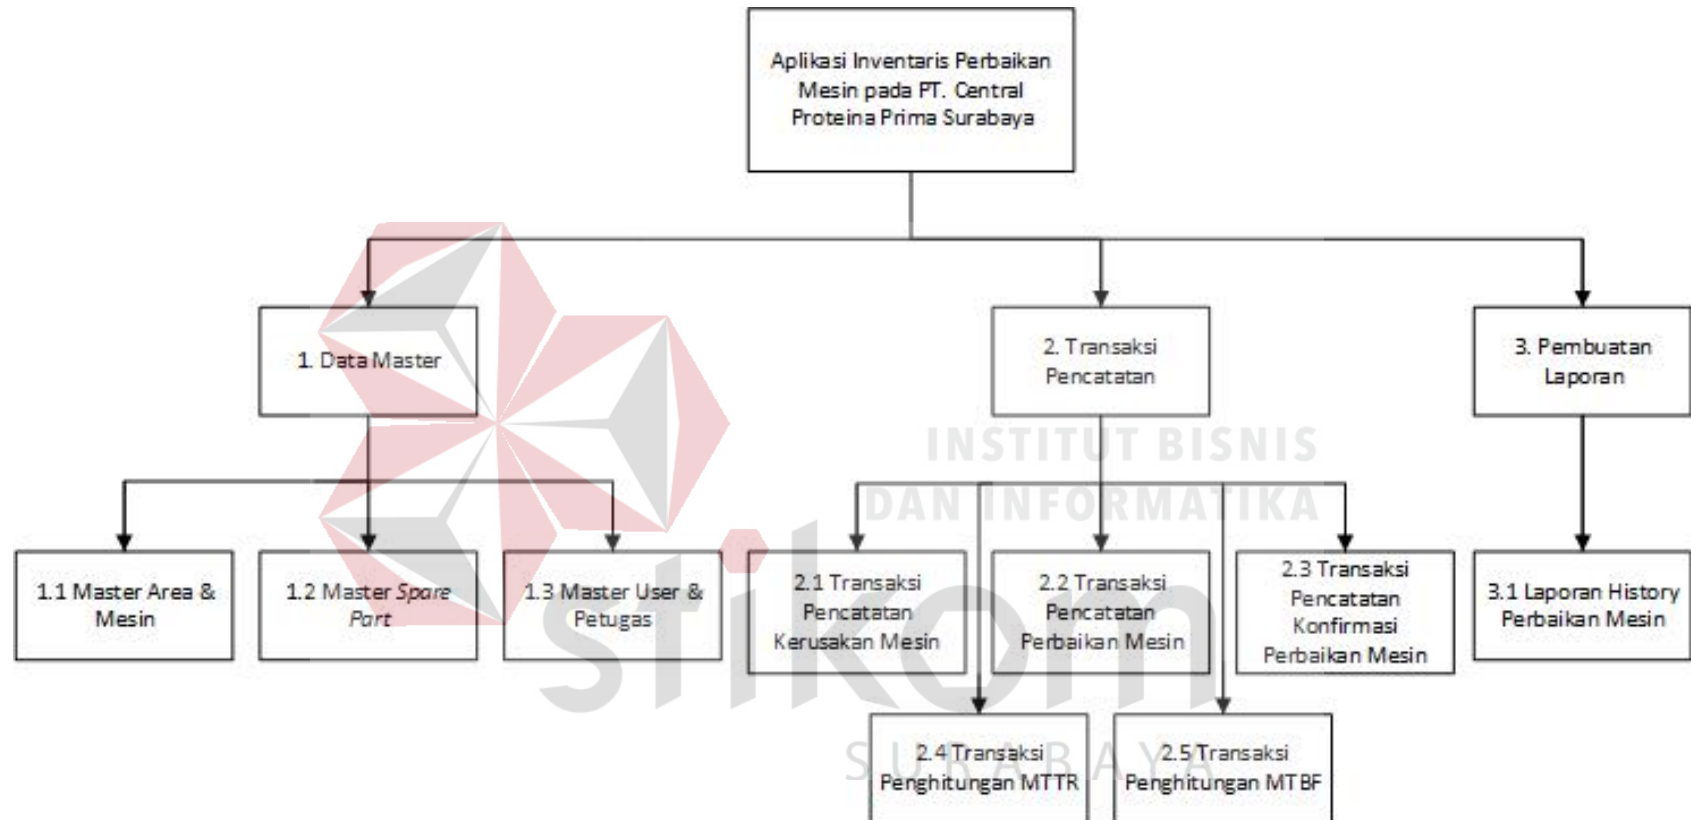 Aplikasi Inventaris Perbaikan
Mesin pada PT. Central
Proteina Prima Surabaya
1. Data Master
2. Transaksi
Pencatatan
3. Pembuatan
Laporan
INSTITUT BISNIS
DAN INFORMATIKA
1.1 Master Area &
Mesin
1.2 Master Spare
Part
1.3 Master User &
Petugas
2.1 Transaksi
Pencatatan
Kerusakan Mesin
2.2 Transaksi
Pencatatan
Perbaikan Mesin
2.3 Transaksi
Pencatatan
Konfirmasi
Perbaikan Mesin
3.1 Laporan History
Perbaikan Mesin
stikom
SURABAYA
2.4 Transaksi
Penghitungan MTTR
2.5 Transaksi
Penghitungan MTBF